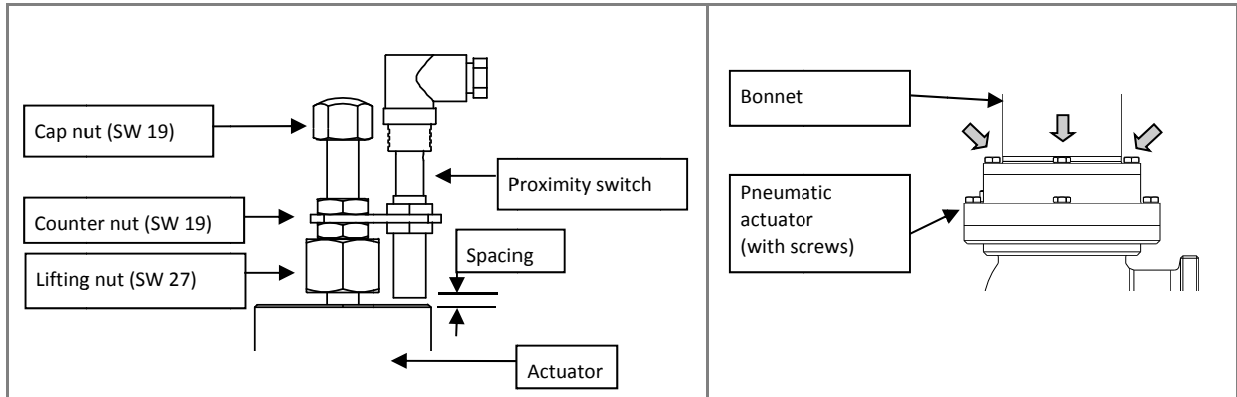 Cap nut (SW 19)
Counter nut (SW 19)
Lifting nut (SW 27)
Proximity switch
Spacing
Actuator
Bonnet
Pneumatic
actuator
(with screws)